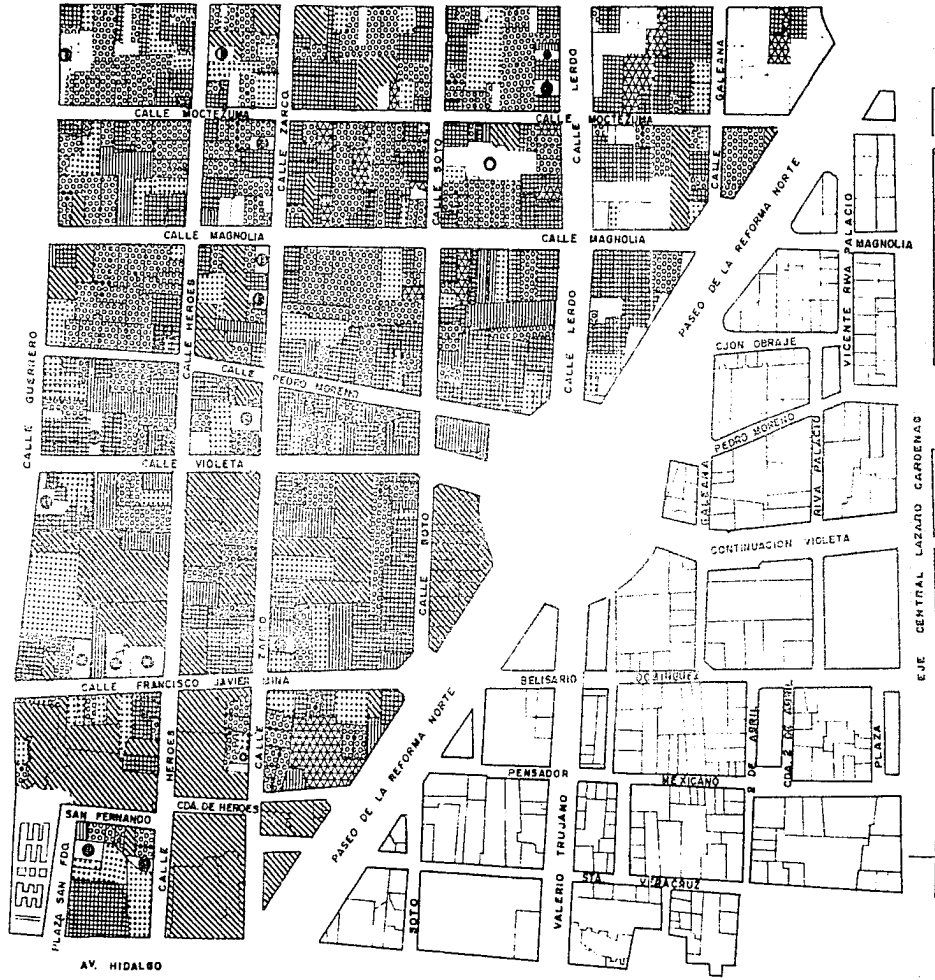 GALEANA
LERDO
CALLE MOCTEZUMA
CALLE ZARCO
CALLE MOCTEZUMA
CALLE
CALLE SOTO
CALLE
PASEO DE LA REFORMA NORTE
CALLE MAGNOLIA
CALLE MAGNOLIA
VICENTE RIVA PALACIO
MAGNOLIA
CALLE HEROES
CALLE GUERRERO
CALLE LERDO
CJON OBRAJE
CALLE PEDRO MORENO
PEDRO MORENO
CALLE VIOLETA
GALEANA
RIVA PALACIO
EJE CENTRAL LAZARO CARDENAS
CALLE SOTO
CONTINUACION VIOLETA
CALLE ZARCO
CALLE FRANCISCO JAVIER MINA
BELISARIO DOMINGUEZ
PASEO DE LA REFORMA NORTE
CALLE HEROES
2 DE ABRIL
CDA. 2 DE ABRIL
PLAZA
PENSADOR MEXICANO
SAN FERNANDO
CDA. DE HEROES
PLAZA SAN FDO.
VALERIO TRUJANO
STA. VERACRUZ
SOTO
AV. HIDALGO